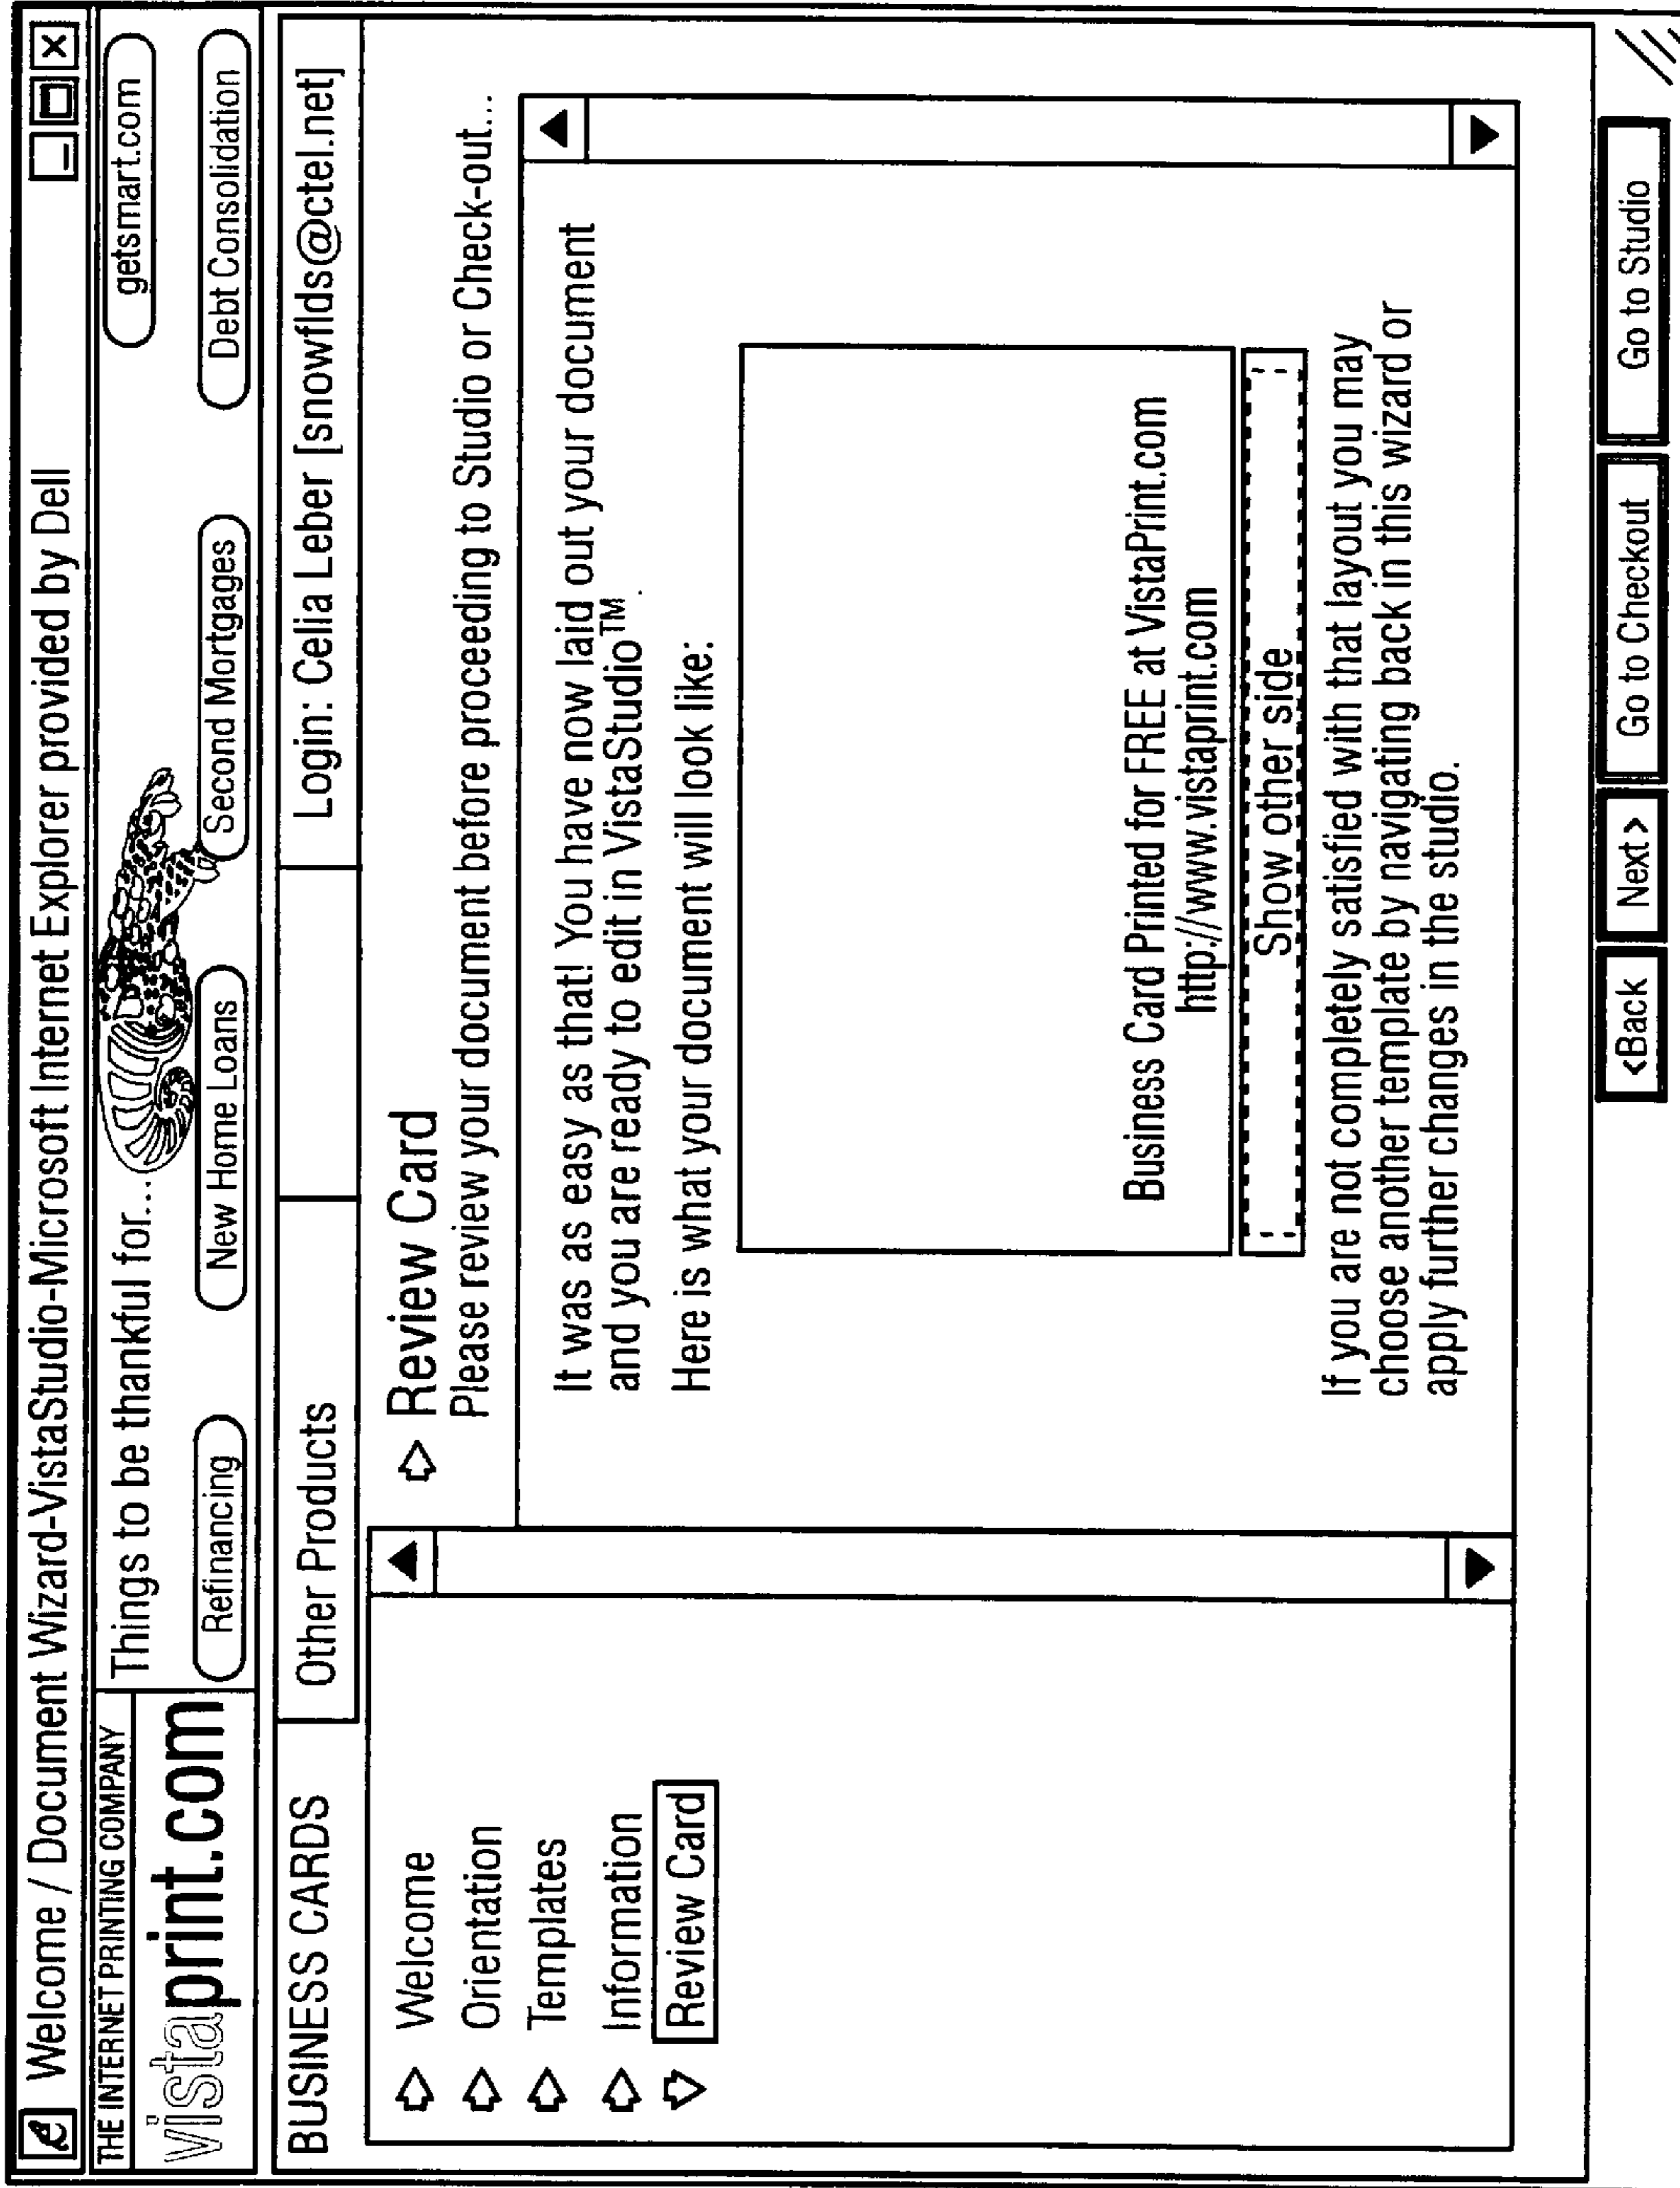 Welcome / Document Wizard-VistaStudio-Microsoft Internet Explorer provided by Dell
THE INTERNET PRINTING COMPANY
vistaprint.com
Things to be thankful for...
getsmart.com
Refinancing
New Home Loans
Second Mortgages
Debt Consolidation
BUSINESS CARDS
Other Products
Login: Celia Leber [snowflds@ctel.net]
Welcome
Orientation
Templates
Information
Review Card
Review Card
Please review your document before proceeding to Studio or Check-out...
It was as easy as that! You have now laid out your document
and you are ready to edit in VistaStudio™.
Here is what your document will look like:
Business Card Printed for FREE at VistaPrint.com
http://www.vistaprint.com
Show other side
If you are not completely satisfied with that layout you may
choose another template by navigating back in this wizard or
apply further changes in the studio.
<Back
Next >
Go to Checkout
Go to Studio